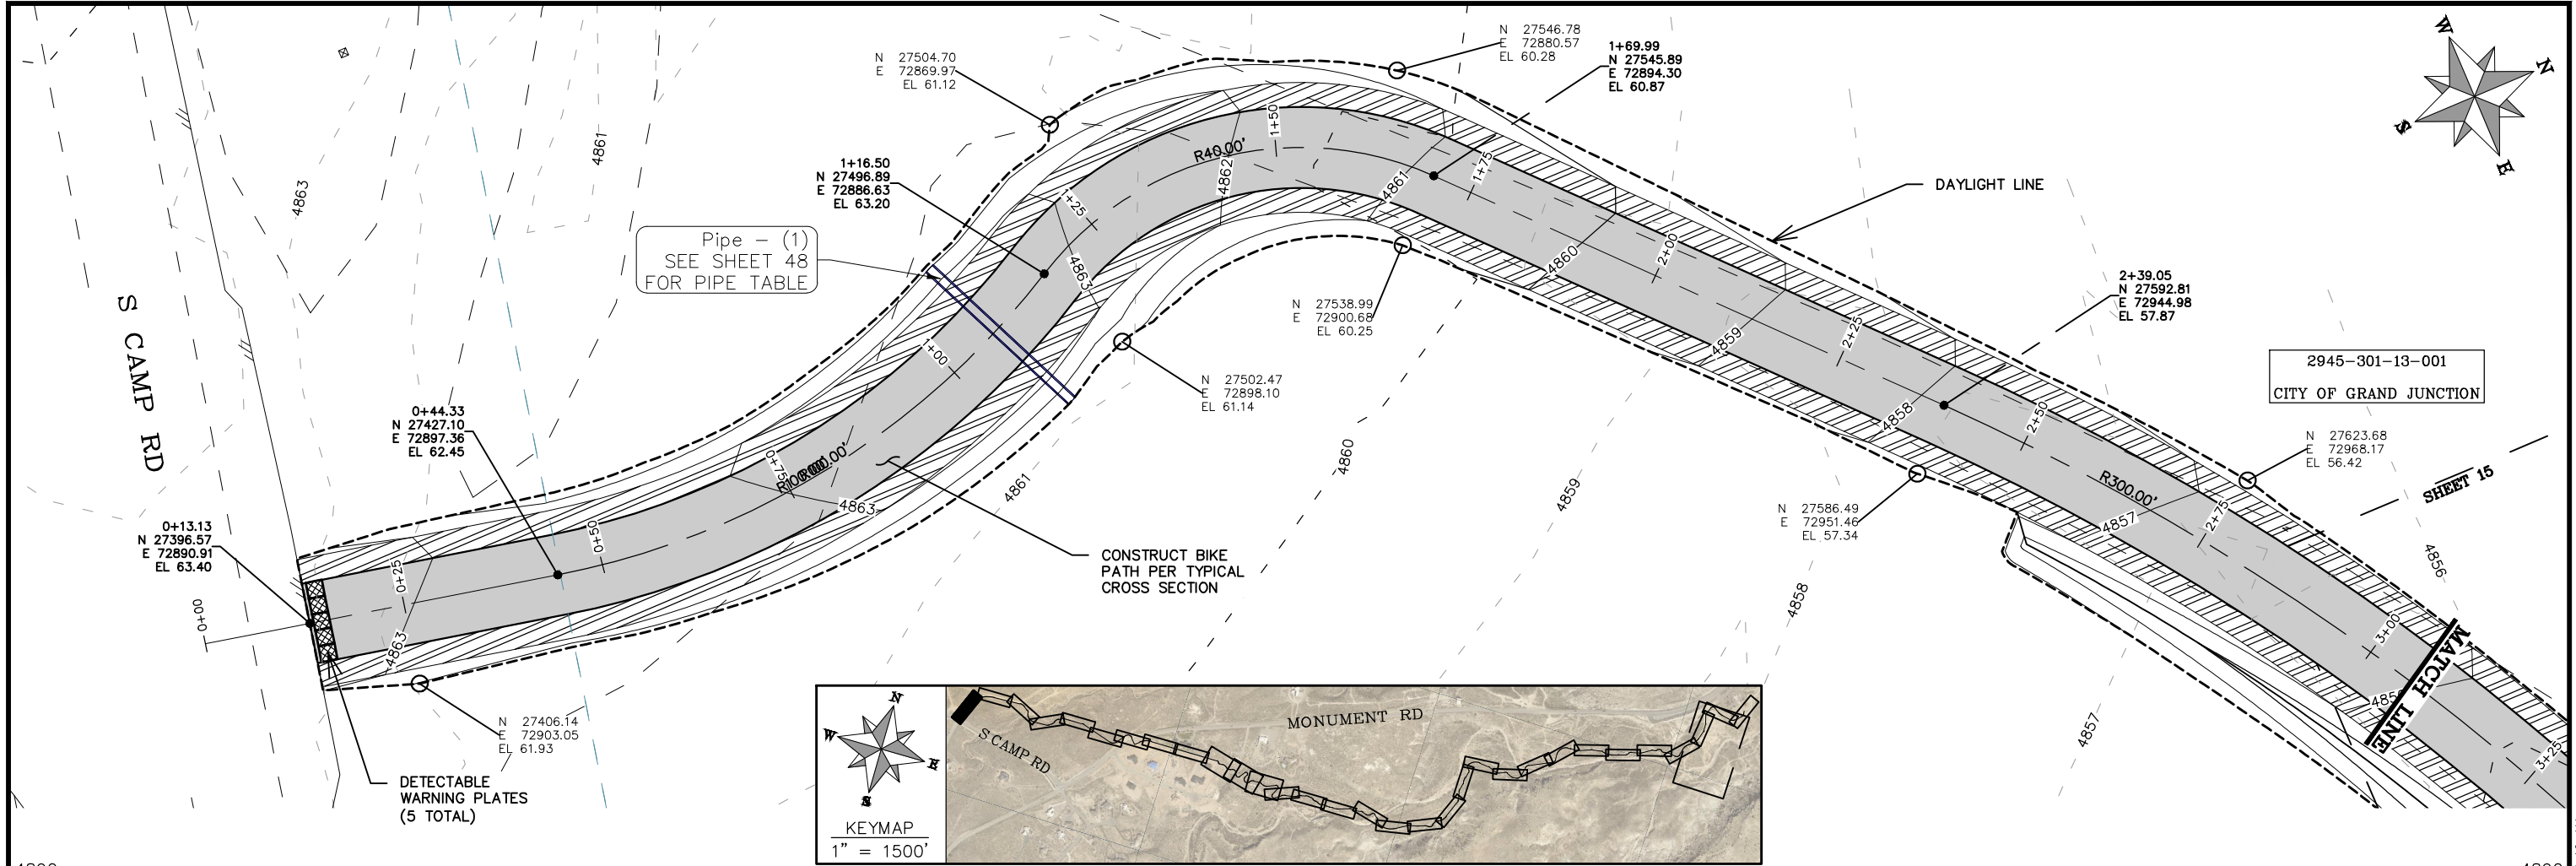 N 27504.70
E 72869.97
EL 61.12
N 27546.78
E 72880.57
EL 60.28
1+69.99
N 27545.89
E 72894.30
EL 60.87
W
N
S
E
4861
4863
1+16.50
N 27496.89
E 72886.63
EL 63.20
1+50
R40.00'
4862
1+75
4861
DAYLIGHT LINE
1+25
Pipe - (1)
SEE SHEET 48
FOR PIPE TABLE
4863
2+00
4860
2+39.05
N 27592.81
E 72944.98
EL 57.87
S CAMP RD
N 27538.99
E 72900.68
EL 60.25
1+00
2+25
4859
2945-301-13-001
CITY OF GRAND JUNCTION
N 27502.47
E 72898.10
EL 61.14
0+44.33
N 27427.10
E 72897.36
EL 62.45
4858
2+50
N 27623.68
E 72968.17
EL 56.42
0+75
4860
4861
4859
R300.00'
SHEET 15
4863
N 27586.49
E 72951.46
EL 57.34
4857
2+75
0+13.13
N 27396.57
E 72890.91
EL 63.40
0+50
CONSTRUCT BIKE
PATH PER TYPICAL
CROSS SECTION
4856
0+25
0+00
4858
4863
3+00
MATCH LINE
N 27406.14
E 72903.05
EL 61.93
4857
3+25
DETECTABLE
WARNING PLATES
(5 TOTAL)
N
W
E
S
KEYMAP
1" = 1500'
S CAMP RD
MONUMENT RD